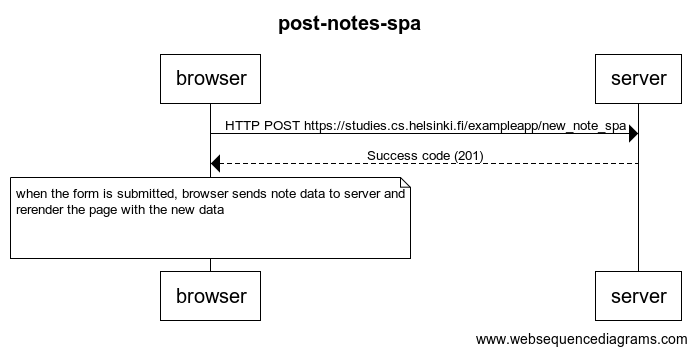 post-notes-spa
browser
server
HTTP POST https://studies.cs.helsinki.fi/exampleapp/new_note_spa
Success code (201)
when the form is submitted, browser sends note data to server and
rerender the page with the new data
browser
server
www.websequencediagrams.com